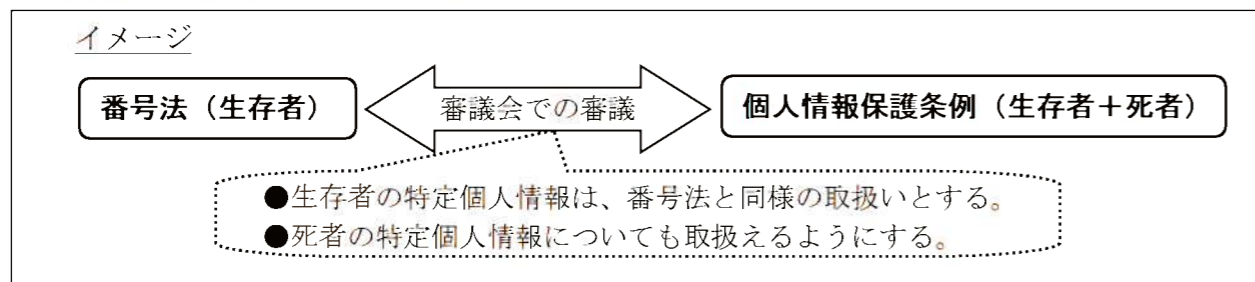 イメージ
番号法（生存者）
審議会での審議
個人情報保護条例（生存者＋死者）
●生存者の特定個人情報は、番号法と同様の取扱いとする。
●死者の特定個人情報についても取扱えるようにする。